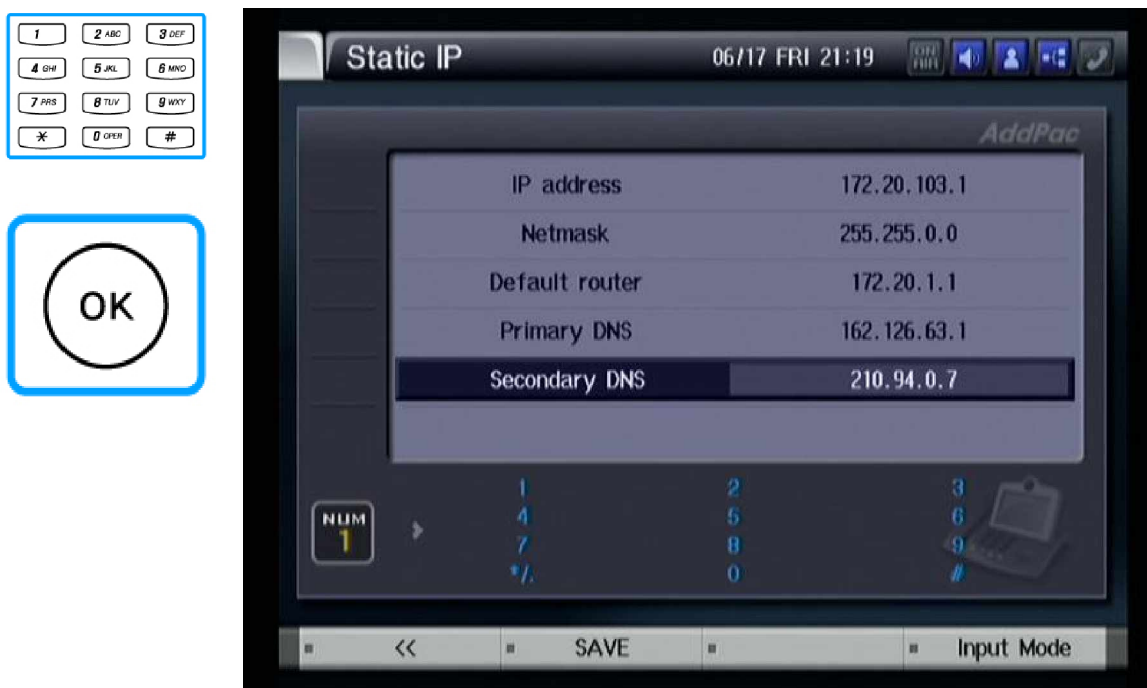 1 2 ABC 3 DEF
4 GHI 5 JKL 6 MNO
7 PRS 8 TUV 9 WXY
* 0 OPER #
OK
Static IP 06/17 FRI 21:19 ON AIR
AddPac
IP address 172.20.103.1
Netmask 255.255.0.0
Default router 172.20.1.1
Primary DNS 162.126.63.1
Secondary DNS 210.94.0.7
NUM
1
1 2 3
4 5 6
7 8 9
*/. 0 #
<< SAVE Input Mode